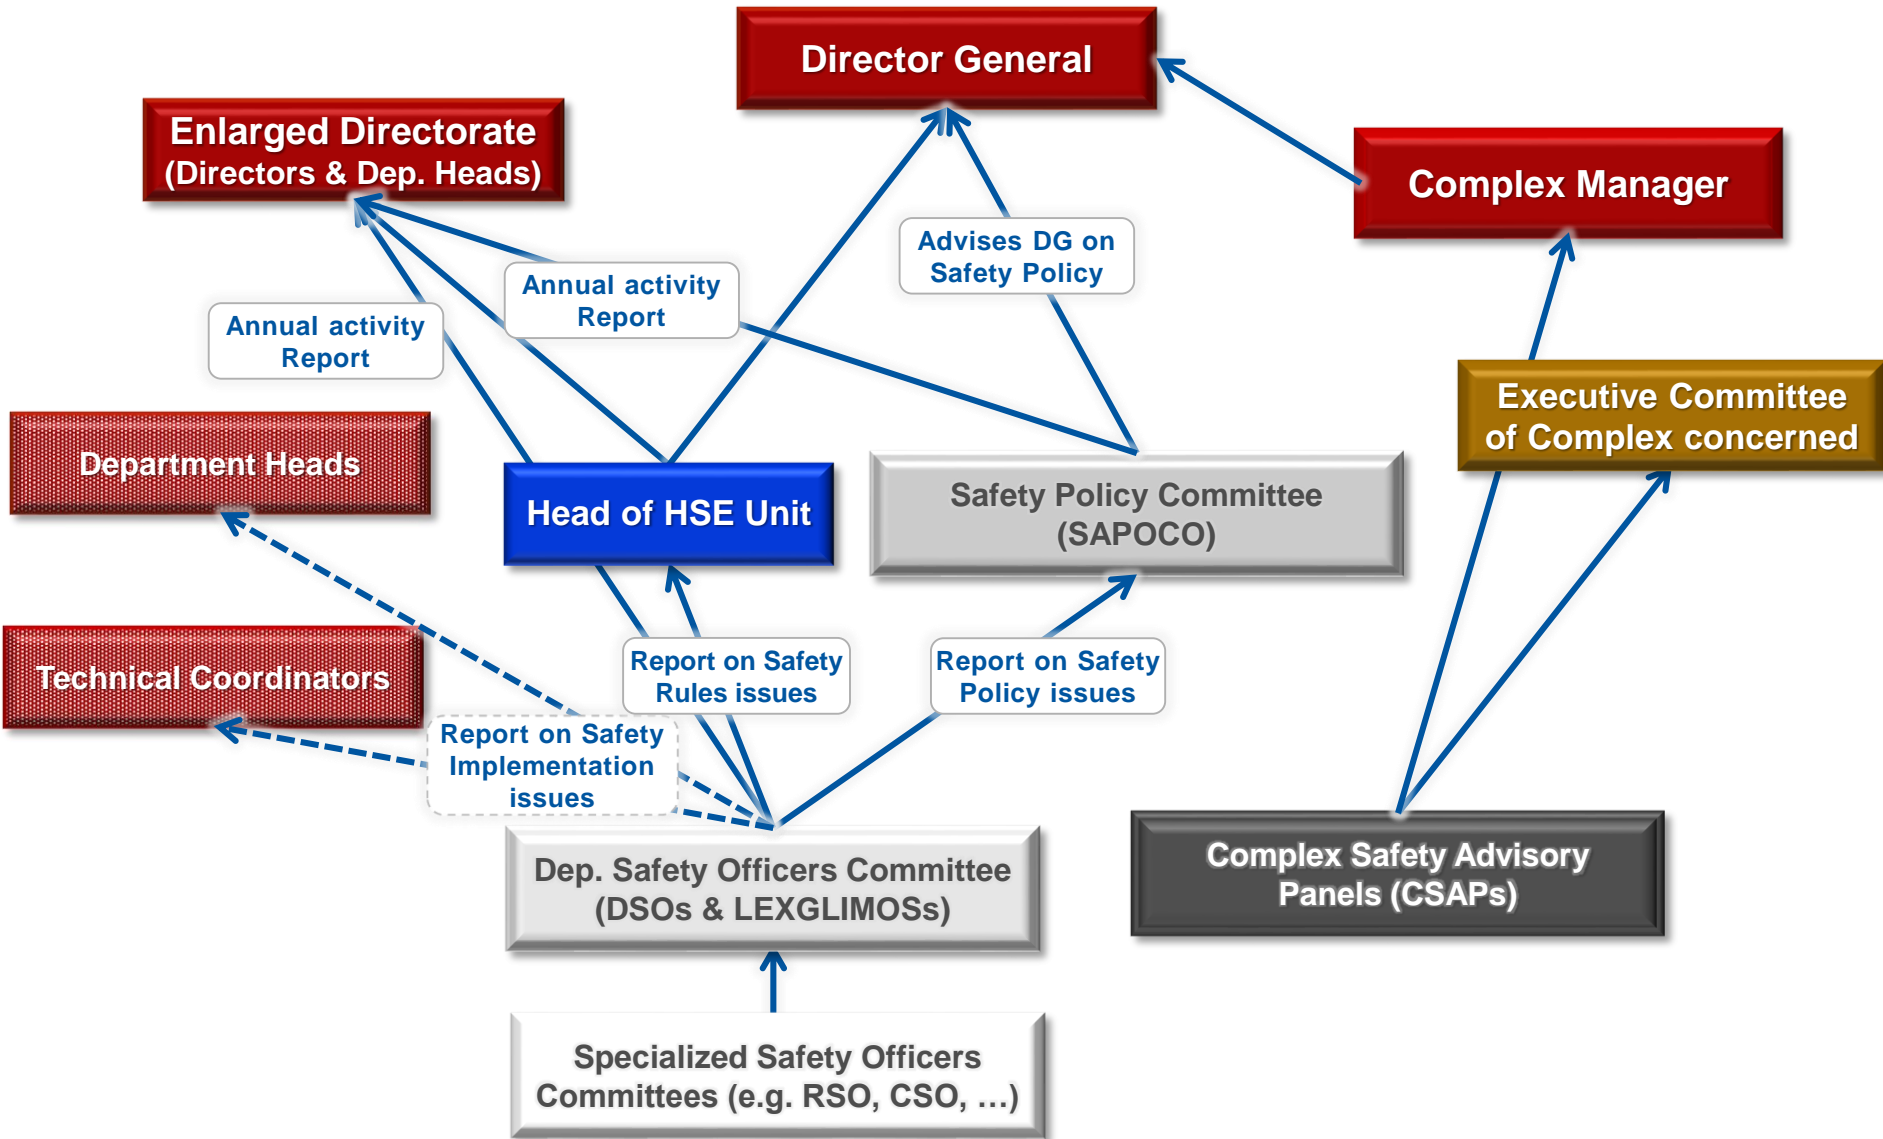 Director General
Enlarged Directorate
(Directors & Dep. Heads)
Complex Manager
Advises DG on
Safety Policy
Annual activity
Report
Annual activity
Report
Executive Committee
of Complex concerned
Department Heads
Head of HSE Unit
Safety Policy Committee
(SAPOCO)
Technical Coordinators
Report on Safety
Rules issues
Report on Safety
Policy issues
Report on Safety
Implementation
issues
Dep. Safety Officers Committee
(DSOs & LEXGLIMOSs)
Complex Safety Advisory
Panels (CSAPs)
Specialized Safety Officers
Committees (e.g. RSO, CSO, …)